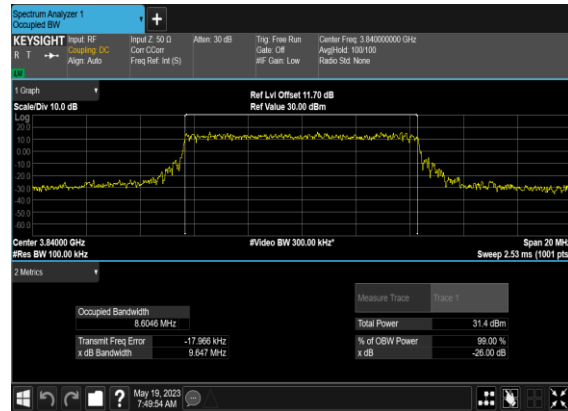 Spectrum Analyzer 1
Occupied BW
+
KEYSIGHT
R T
LW
Input: RF
Coupling: DC
Align: Auto
Input Z: 50 Ω
Corr CCorr
Freq Ref: Int (S)
Atten: 30 dB
Trig: Free Run
Gate: Off
#IF Gain: Low
Center Freq: 3.840000000 GHz
Avg|Hold: 100/100
Radio Std: None
1 Graph
Scale/Div 10.0 dB
Ref Lvl Offset 11.70 dB
Ref Value 30.00 dBm
Log
20.0
10.0
0.00
-10.0
-20.0
-30.0
-40.0
-50.0
-60.0
Center 3.84000 GHz
#Res BW 100.00 kHz
#Video BW 300.00 kHz*
Span 20 MHz
Sweep 2.53 ms (1001 pts
2 Metrics
Measure Trace Trace 1
Occupied Bandwidth
8.6046 MHz
Total Power 31.4 dBm
Transmit Freq Error -17.966 kHz
% of OBW Power 99.00 %
x dB Bandwidth 9.647 MHz
x dB -26.00 dB
?
May 19, 2023
7:49:54 AM